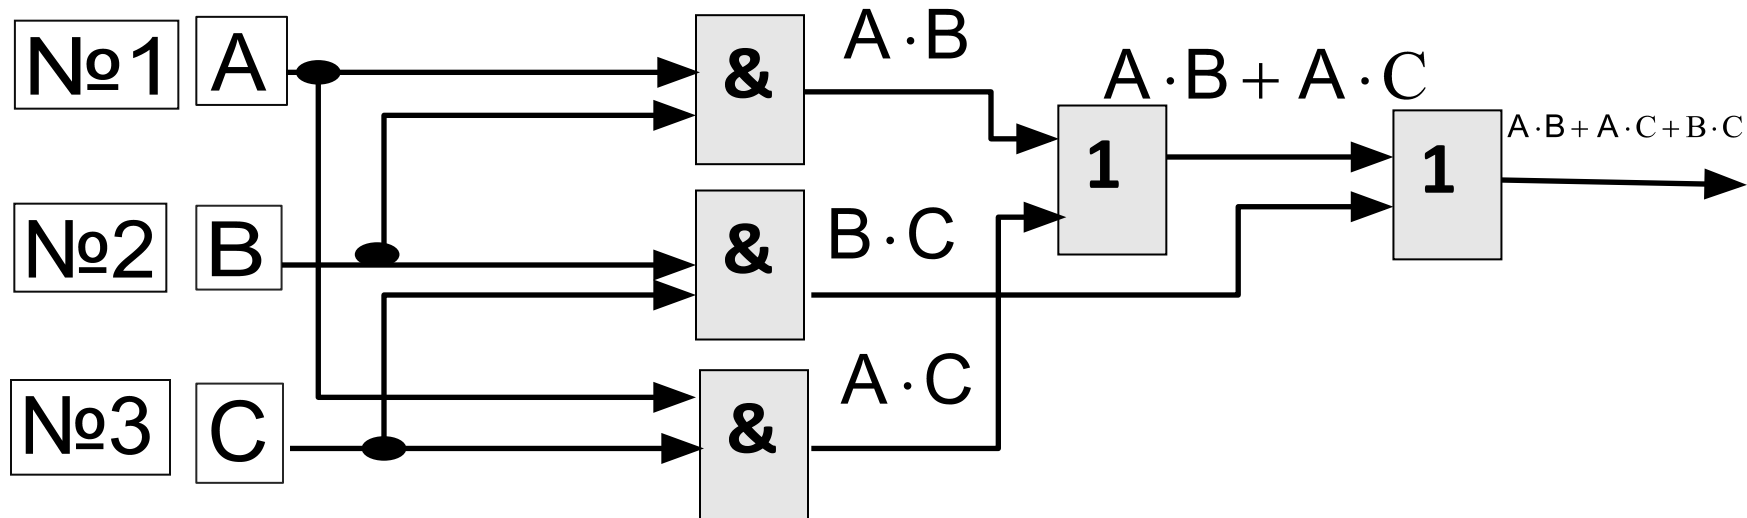 №1 A & A · B
A · B + A · C
1 1 A · B + A · C + B · C
№2 B & B · C
№3 C & A · C